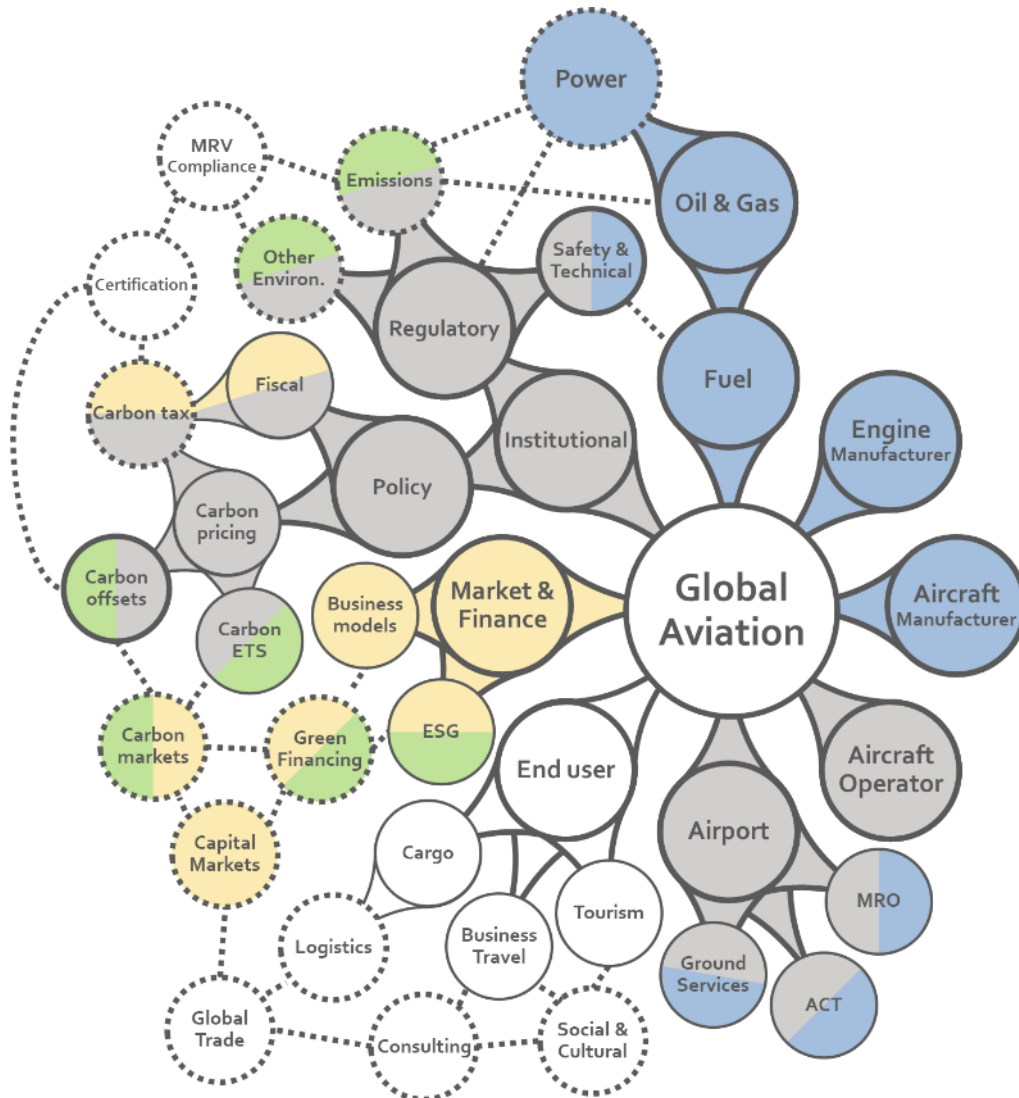 Power
MRV
Compliance
Emissions
Oil & Gas
Other
Environ.
Safety &
Technical
Certification
Regulatory
Fuel
Fiscal
Carbon tax
Institutional
Engine
Manufacturer
Policy
Carbon
pricing
Carbon
offsets
Business
models
Market &
Finance
Global
Aviation
Aircraft
Manufacturer
Carbon
ETS
ESG
Carbon
markets
Green
Financing
End user
Aircraft
Operator
Airport
Capital
Markets
Cargo
MRO
Tourism
Logistics
Business
Travel
Ground
Services
ACT
Global
Trade
Consulting
Social &
Cultural